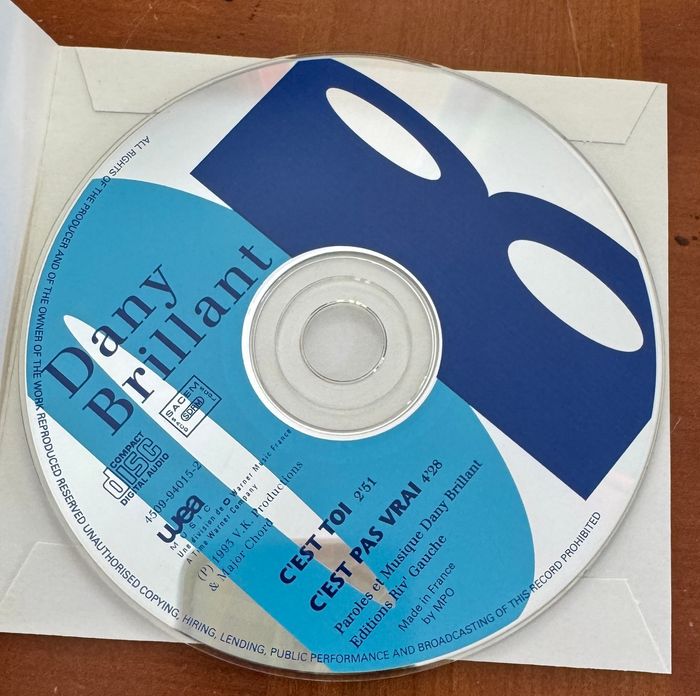 Dany
Brillant
COMPACT
disc
DIGITAL AUDIO
SACEM
SDRM
4509-94015-2
wea
MUSIC
Une division de Warner Music France
A Time Warner Company
(P) 1993 V.K. Productions
& Major Chord
C'EST TOI 2'51
C'EST PAS VRAI 4'28
Paroles et Musique Dany Brillant
Editions Riv' Gauche
Made in France
by MPO
ALL RIGHTS OF THE PRODUCER AND OF THE OWNER OF THE WORK REPRODUCED RESERVED UNAUTHORISED COPYING, HIRING, LENDING, PUBLIC PERFORMANCE AND BROADCASTING OF THIS RECORD PROHIBITED